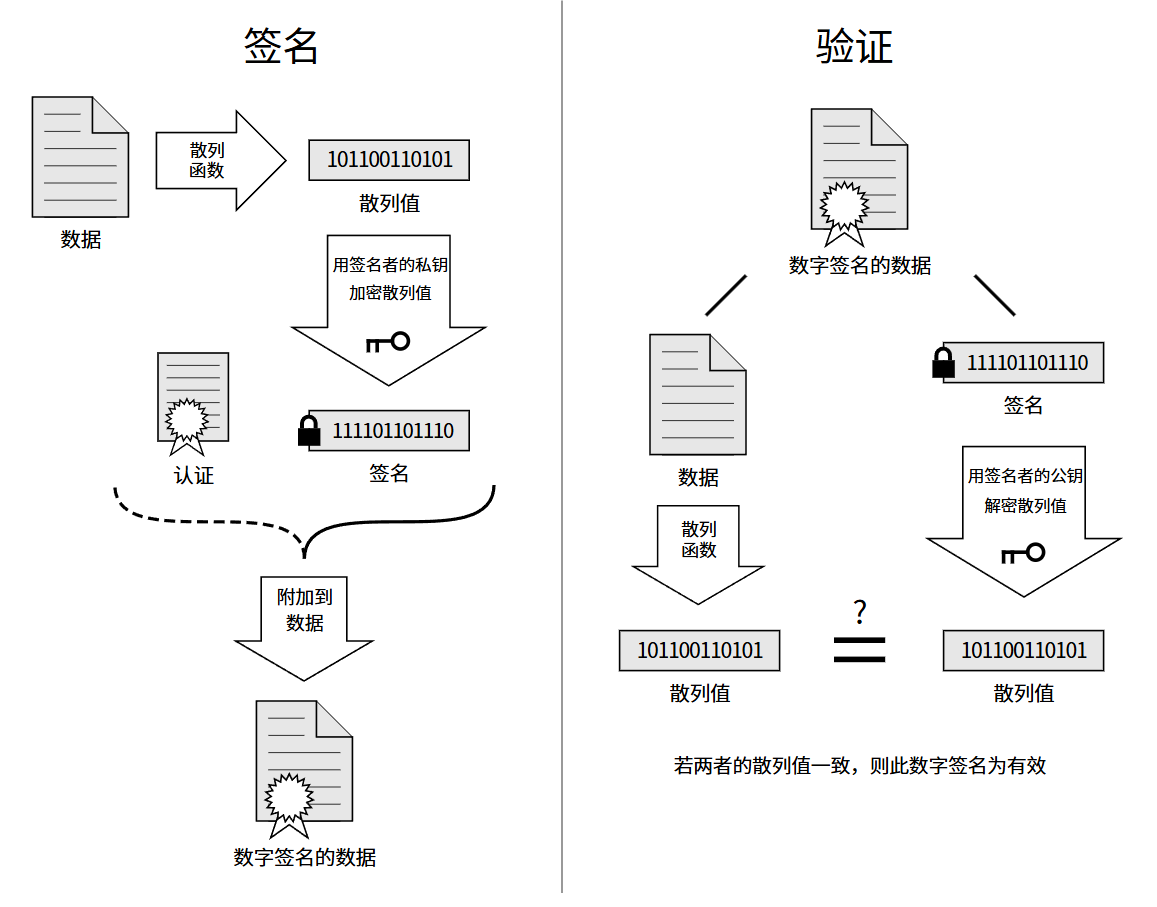 签名
数据
散列
函数
101100110101
散列值
用签名者的私钥
加密散列值
认证
111101101110
签名
附加到
数据
数字签名的数据
验证
数字签名的数据
数据
111101101110
签名
散列
函数
用签名者的公钥
解密散列值
101100110101
散列值
?
101100110101
散列值
若两者的散列值一致，则此数字签名为有效